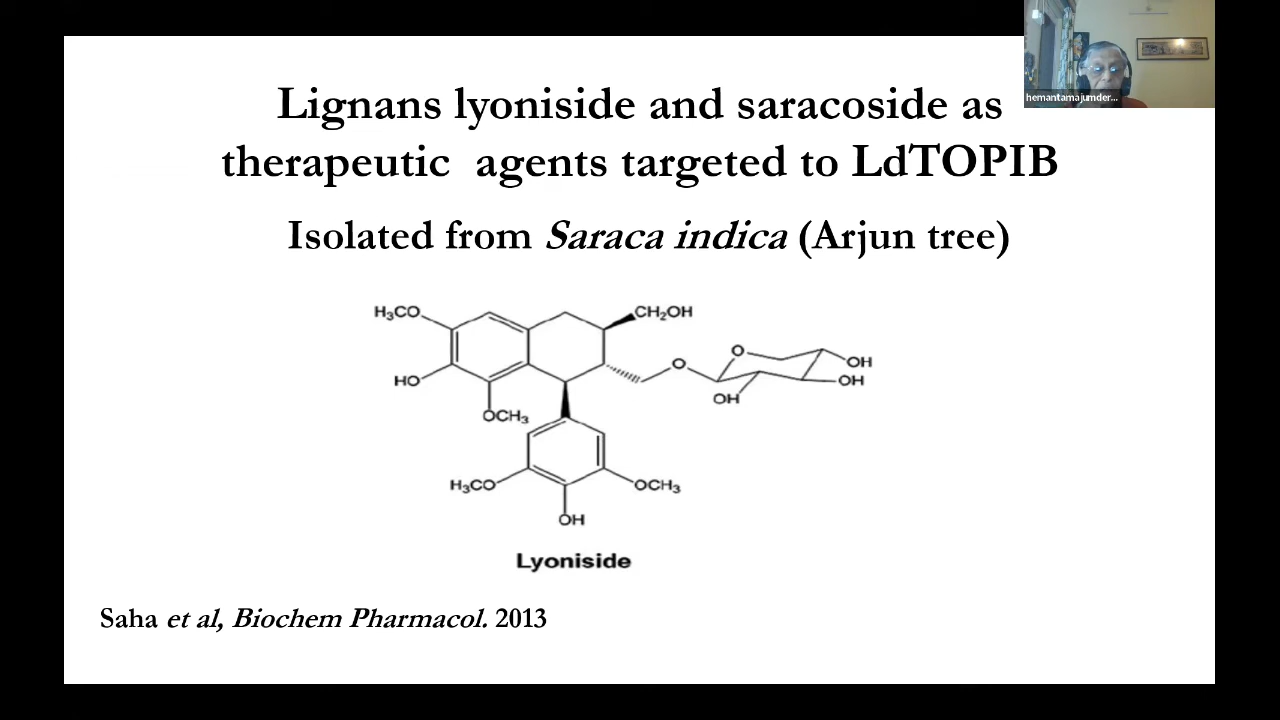 Lignans lyoniside and saracoside as
therapeutic agents targeted to LdTOPIB
hemantamajumder...
Isolated from Saraca indica (Arjun tree)
H₃CO
CH₂OH
O
O
OH
HO
OH
OH
OCH₃
H₃CO
OCH₃
OH
Lyoniside
Saha et al, Biochem Pharmacol. 2013